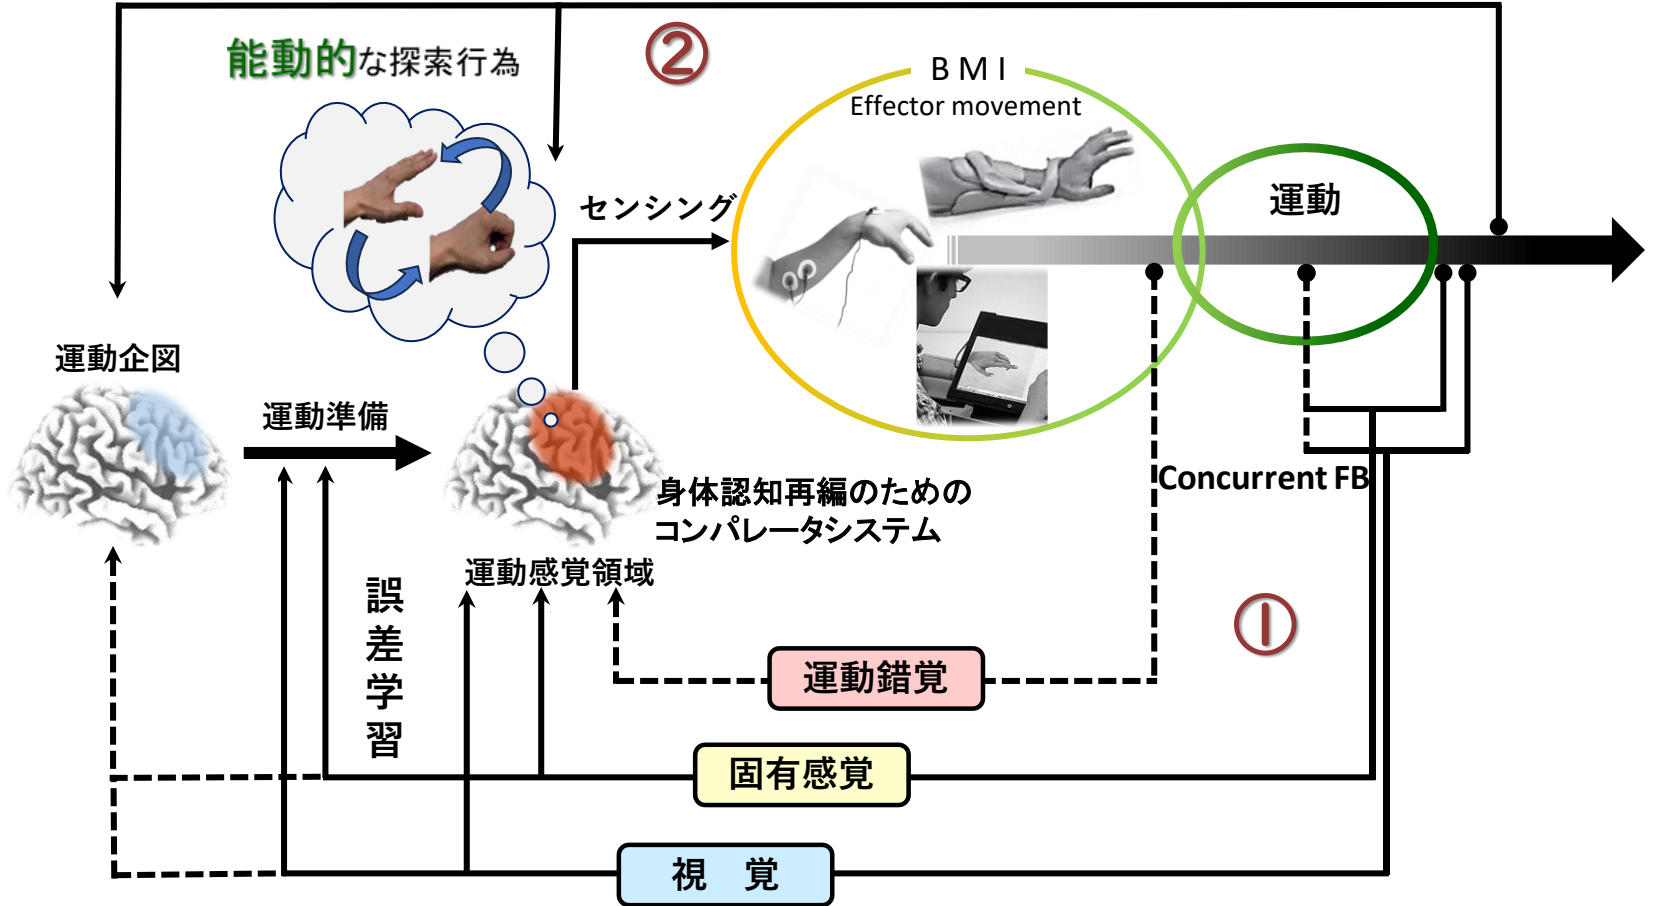 能動的な探索行為
②
BMI
Effector movement
センシング
運動
運動企図
運動準備
Concurrent FB
身体認知再編のための
コンパレータシステム
運動感覚領域
誤差学習
①
運動錯覚
固有感覚
視 覚